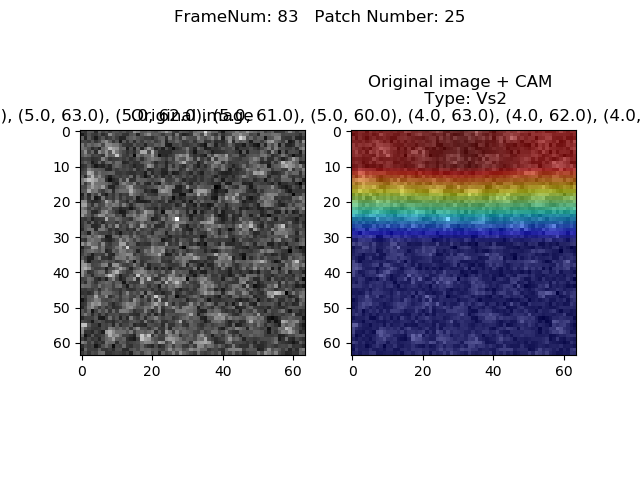 FrameNum: 83   Patch Number: 25
Original image + CAM
Type: Vs2
), (5.0, 63.0), (5.0, 62.0), (5.0, 61.0), (5.0, 60.0), (4.0, 63.0), (4.0, 62.0), (4.0,
Original image
0
10
20
30
40
50
60
0 20 40 60
0
10
20
30
40
50
60
0 20 40 60